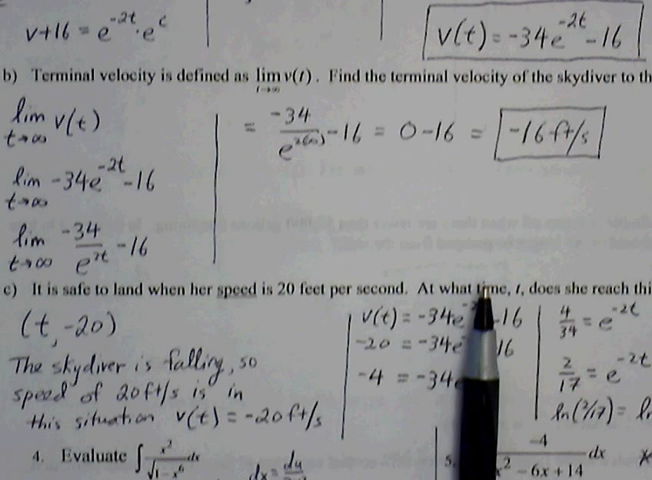 v+16 = e^{-2t}·e^c
v(t) = -34e^{-2t} -16
b) Terminal velocity is defined as lim_{t→∞} v(t). Find the terminal velocity of the skydiver to th
lim_{t→∞} v(t)
lim_{t→∞} -34e^{-2t} -16
lim_{t→∞} -34/e^{2t} -16
= -34/e^{2(∞)} -16 = 0-16 = -16 ft/s
c) It is safe to land when her speed is 20 feet per second. At what time, t, does she reach thi
(t, -20)
The skydiver is falling, so
speed of 20 ft/s is in
this situation v(t) = -20 ft/s
v(t) = -34e -16
-20 = -34e 16
-4 = -34
4/34 = e^{-2t}
2/17 = e^{-2t}
ln(2/17) =
4. Evaluate ∫ x²/√(1-x⁶) dx
dx = du
5. -4/x² - 6x + 14 dx